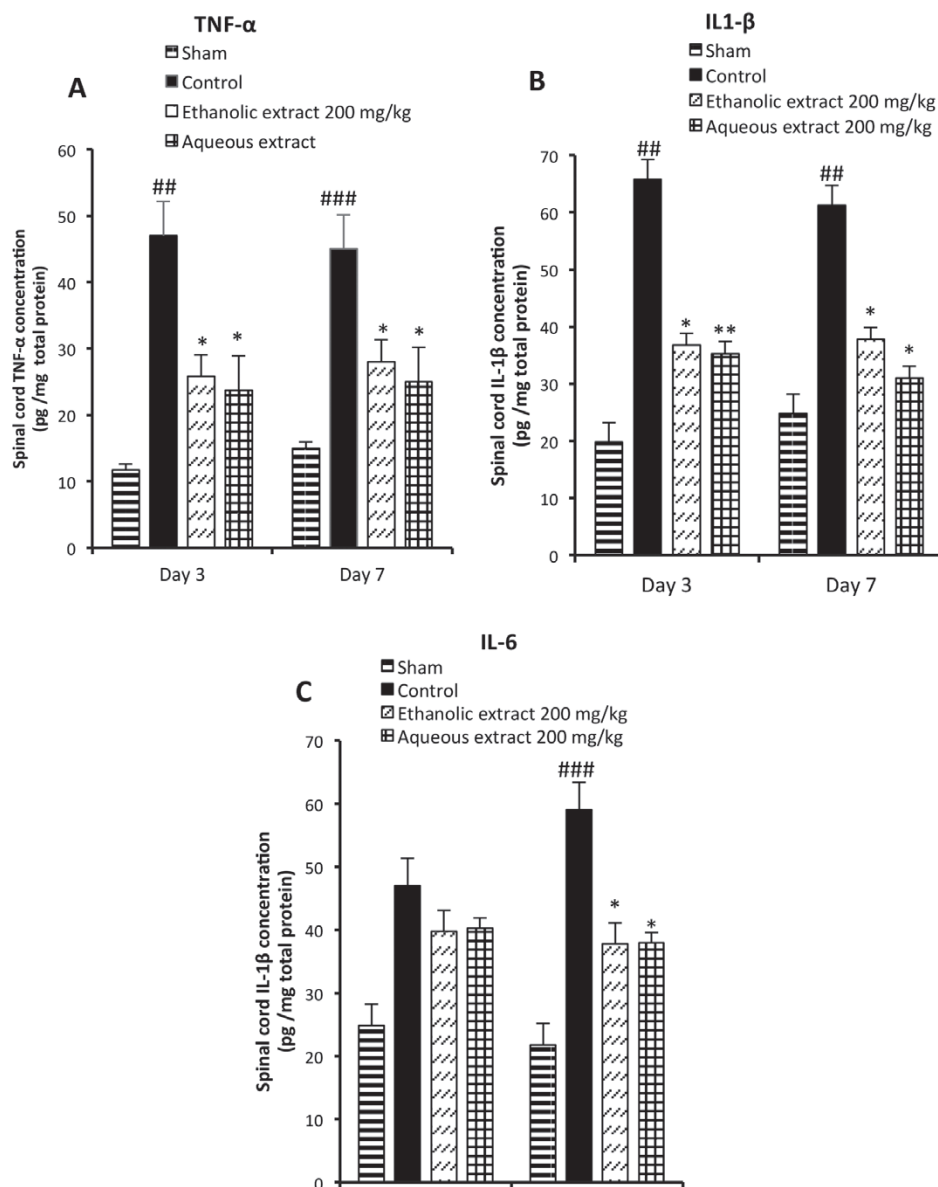 TNF-α
Sham
Control
Ethanolic extract 200 mg/kg
Aqueous extract
A
Spinal cord TNF-α concentration
(pg /mg total protein)
60
50
40
30
20
10
0
##
*
*
###
*
*
Day 3
Day 7
IL1-β
Sham
Control
Ethanolic extract 200 mg/kg
Aqueous extract 200 mg/kg
B
Spinal cord IL-1β concentration
(pg /mg total protein)
70
60
50
40
30
20
10
0
##
*
**
##
*
*
Day 3
Day 7
IL-6
Sham
Control
Ethanolic extract 200 mg/kg
Aqueous extract 200 mg/kg
C
Spinal cord IL-1β concentration
(pg /mg total protein)
70
60
50
40
30
20
10
0
###
*
*